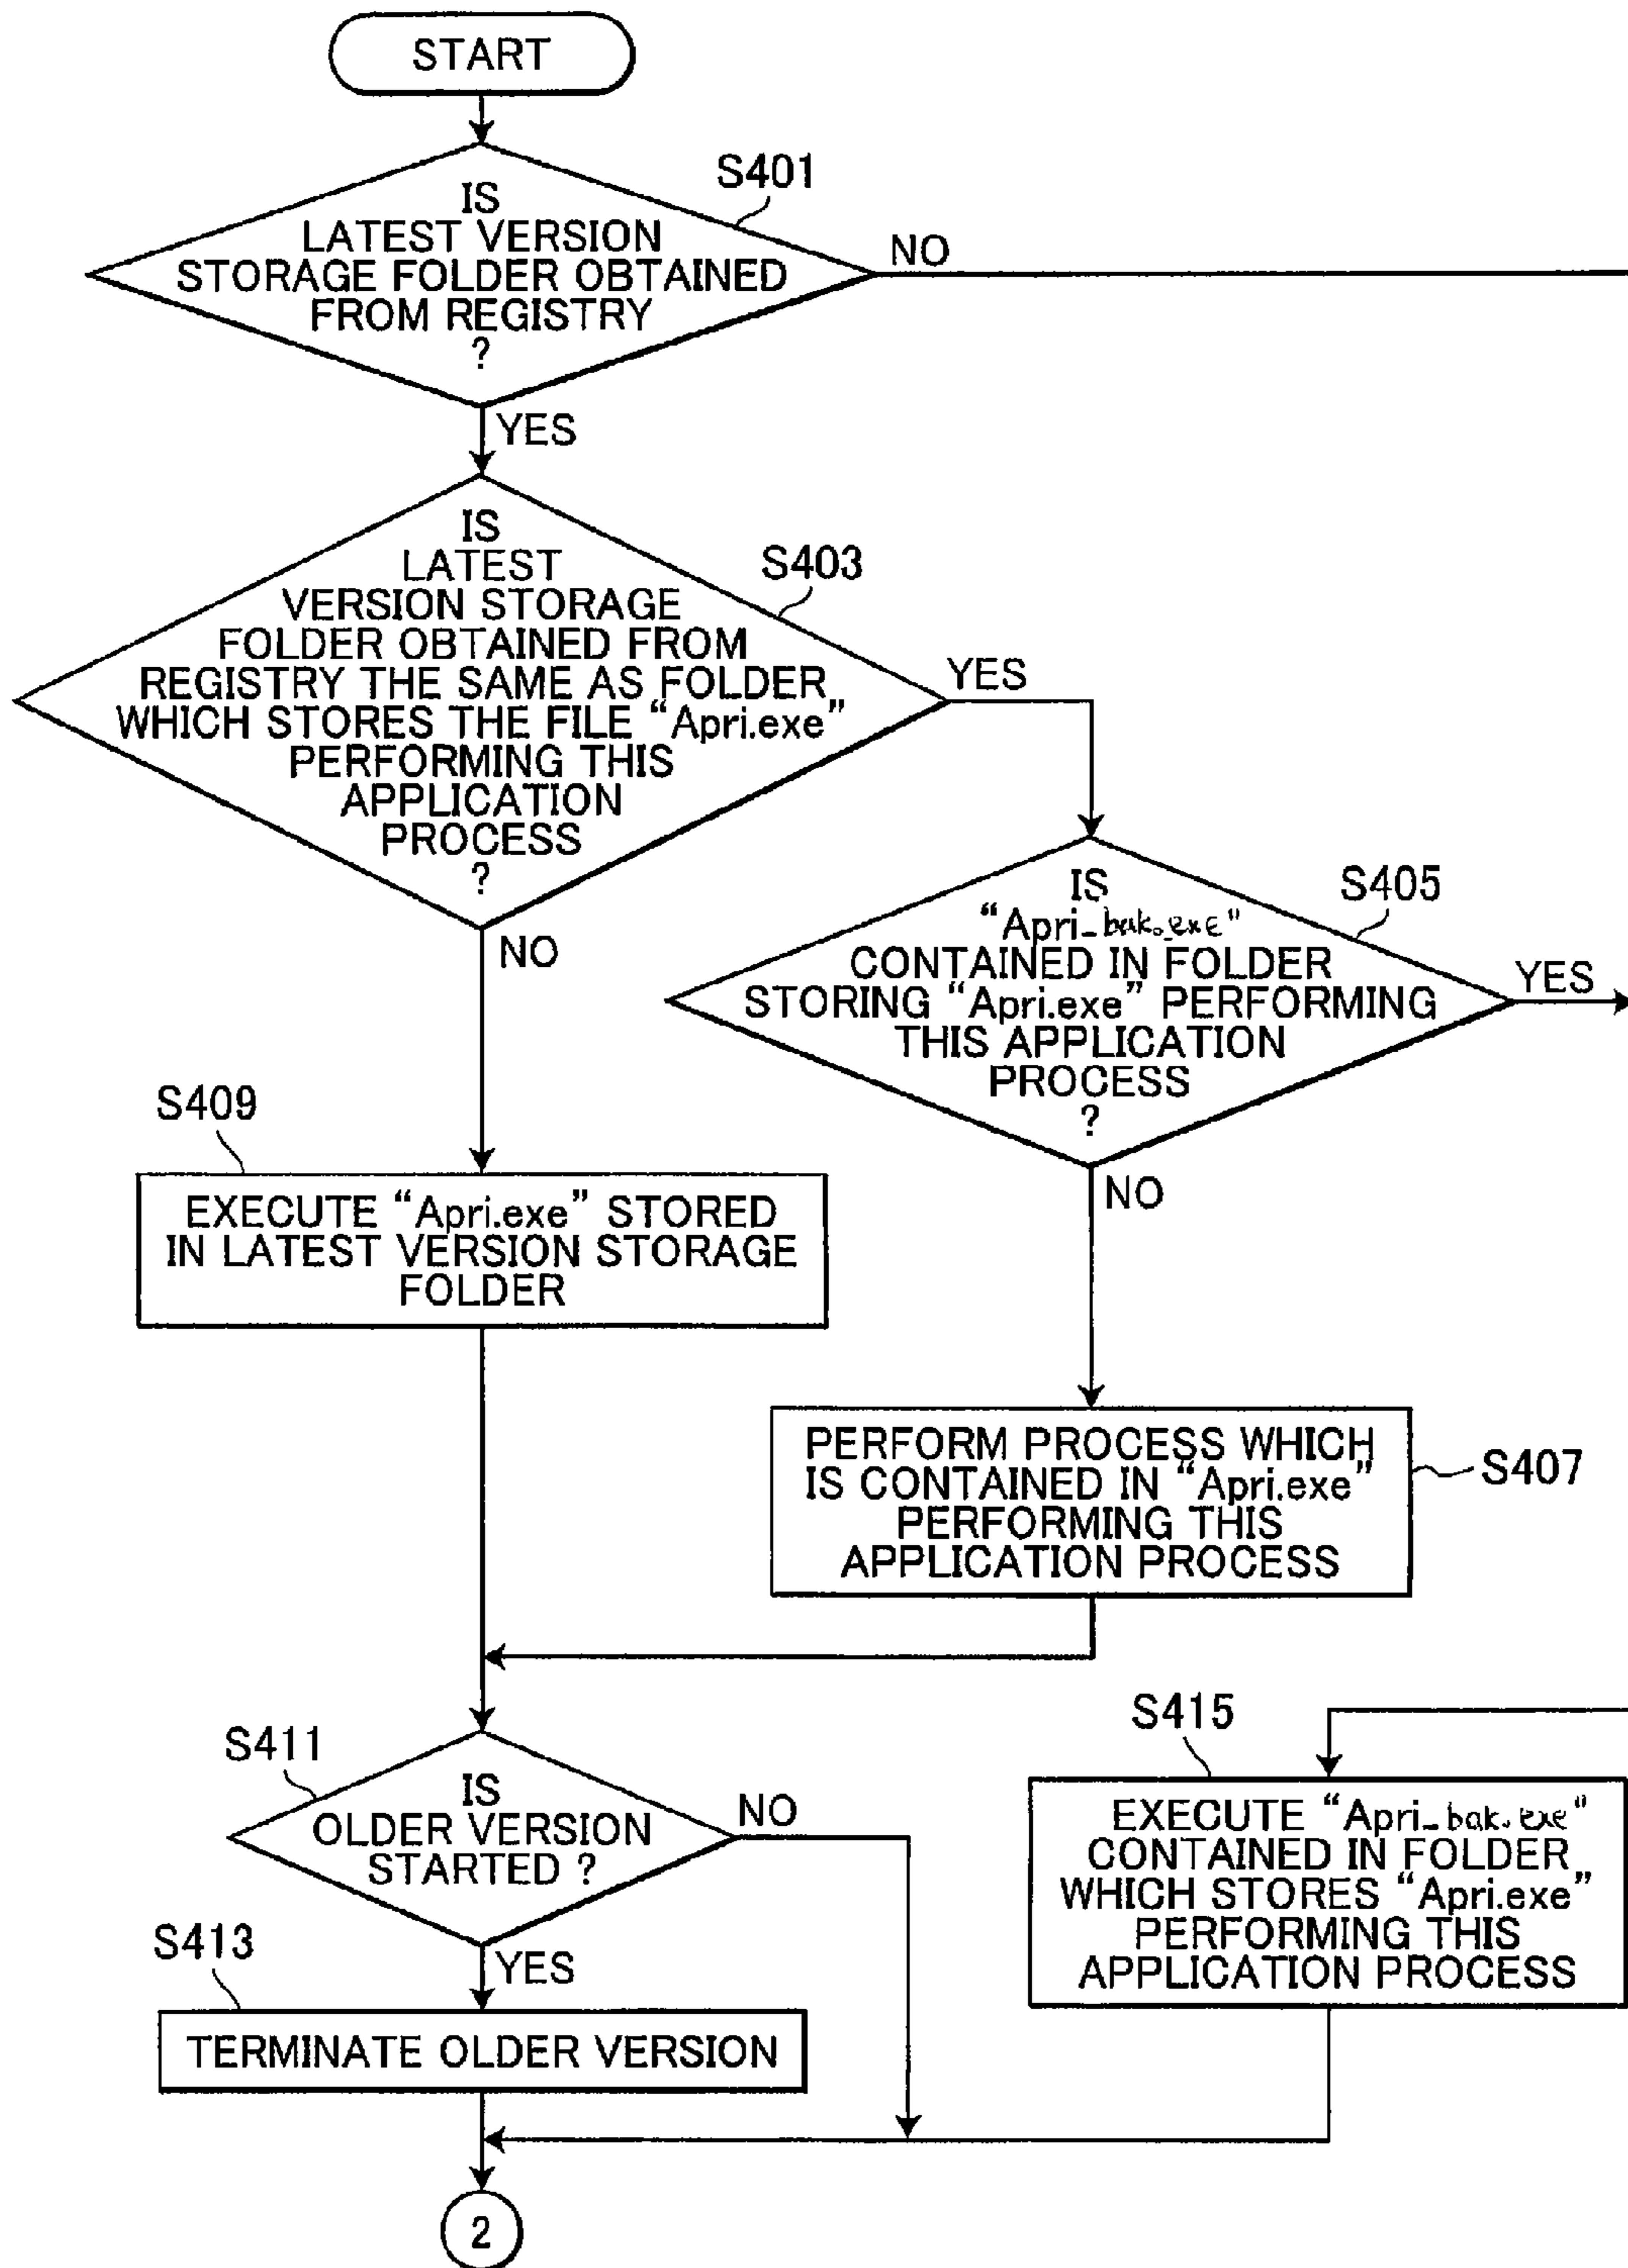 START
S401
IS
LATEST VERSION
STORAGE FOLDER OBTAINED
FROM REGISTRY
?
NO
YES
S403
IS
LATEST
VERSION STORAGE
FOLDER OBTAINED FROM
REGISTRY THE SAME AS FOLDER
WHICH STORES THE FILE “Apri.exe”
PERFORMING THIS
APPLICATION
PROCESS
?
YES
NO
S405
IS
“Apri_bak.exe”
CONTAINED IN FOLDER
STORING “Apri.exe” PERFORMING
THIS APPLICATION
PROCESS
?
YES
NO
S409
EXECUTE “Apri.exe” STORED
IN LATEST VERSION STORAGE
FOLDER
PERFORM PROCESS WHICH
IS CONTAINED IN “Apri.exe”
PERFORMING THIS
APPLICATION PROCESS
S407
S411
IS
OLDER VERSION
STARTED ?
NO
YES
S415
EXECUTE “Apri_bak.exe”
CONTAINED IN FOLDER
WHICH STORES “Apri.exe”
PERFORMING THIS
APPLICATION PROCESS
S413
TERMINATE OLDER VERSION
2